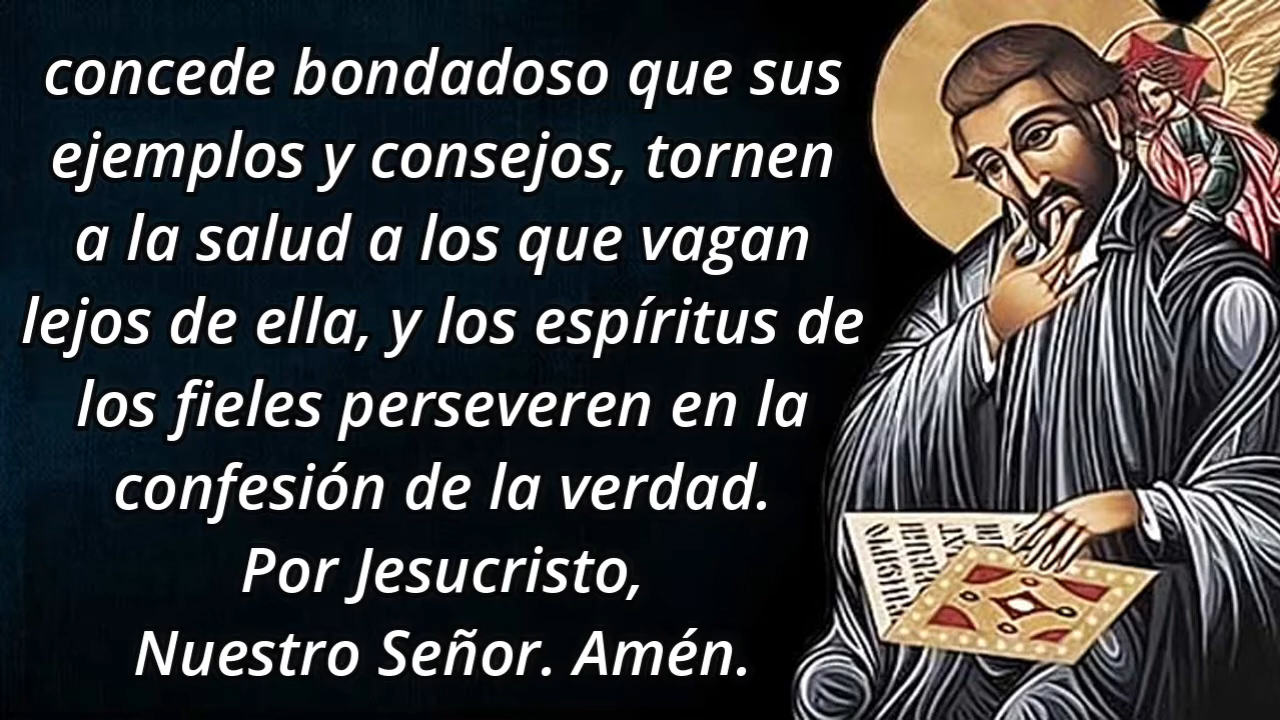 concede bondadoso que sus
ejemplos y consejos, tornen
a la salud a los que vagan
lejos de ella, y los espíritus de
los fieles perseveren en la
confesión de la verdad.
Por Jesucristo,
Nuestro Señor. Amén.